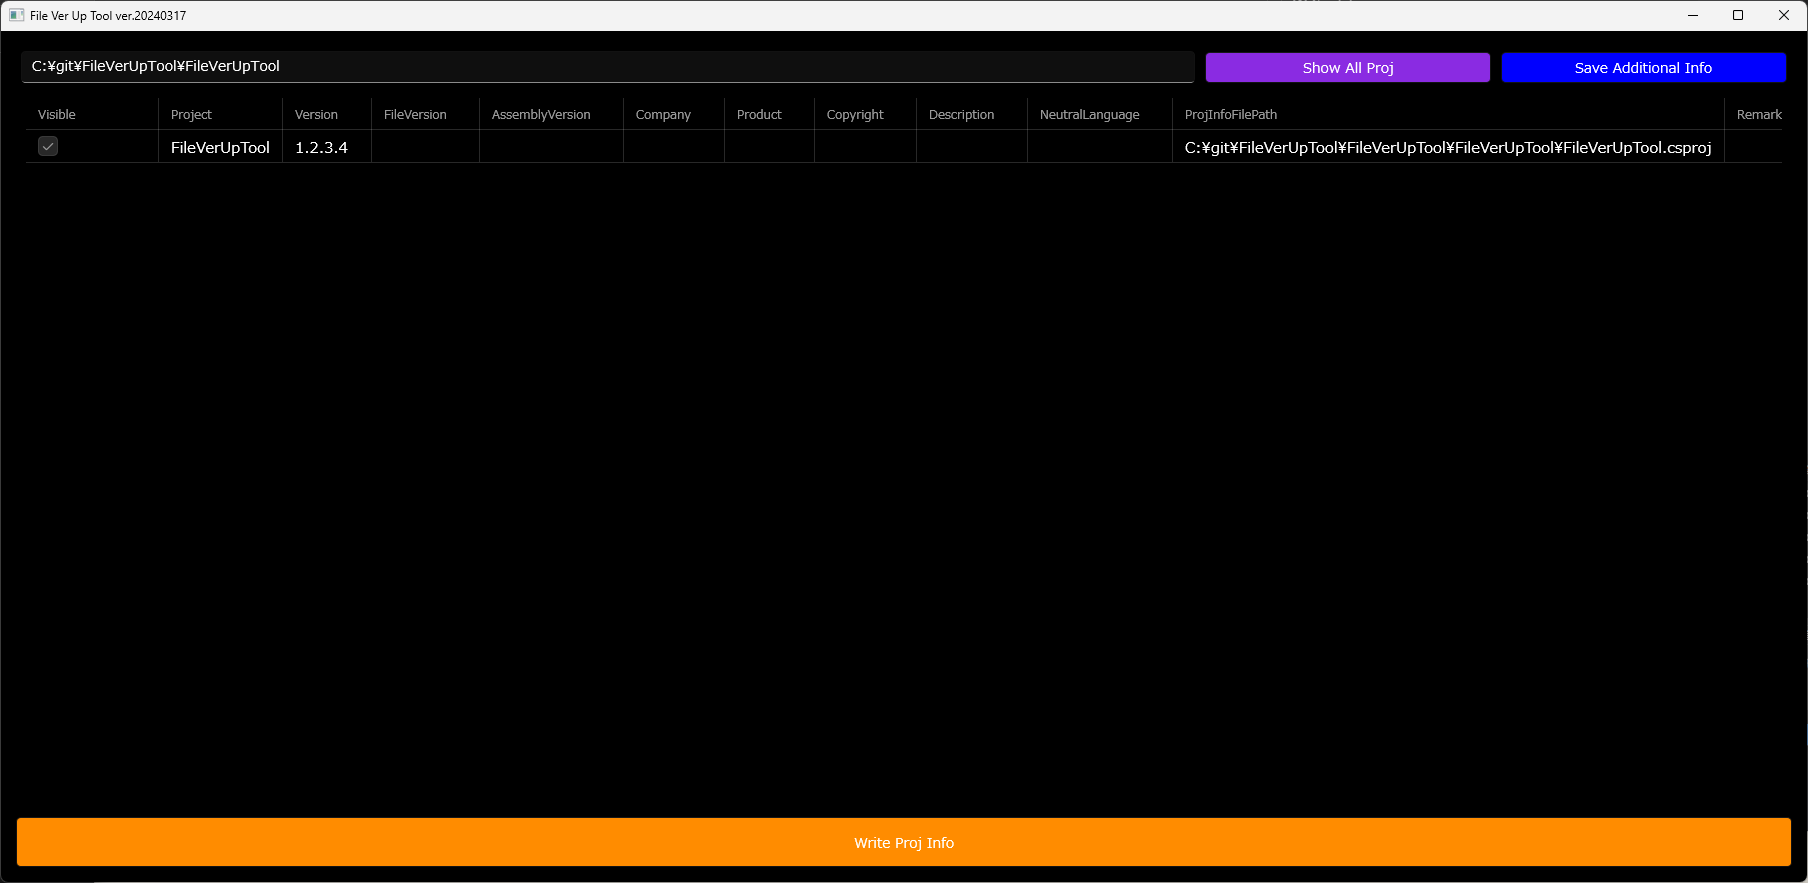 File Ver Up Tool ver.20240317
C:¥git¥FileVerUpTool¥FileVerUpTool
Show All Proj
Save Additional Info
Visible Project Version FileVersion AssemblyVersion Company Product Copyright Description NeutralLanguage ProjInfoFilePath Remark
FileVerUpTool 1.2.3.4 C:¥git¥FileVerUpTool¥FileVerUpTool¥FileVerUpTool¥FileVerUpTool.csproj
Write Proj Info